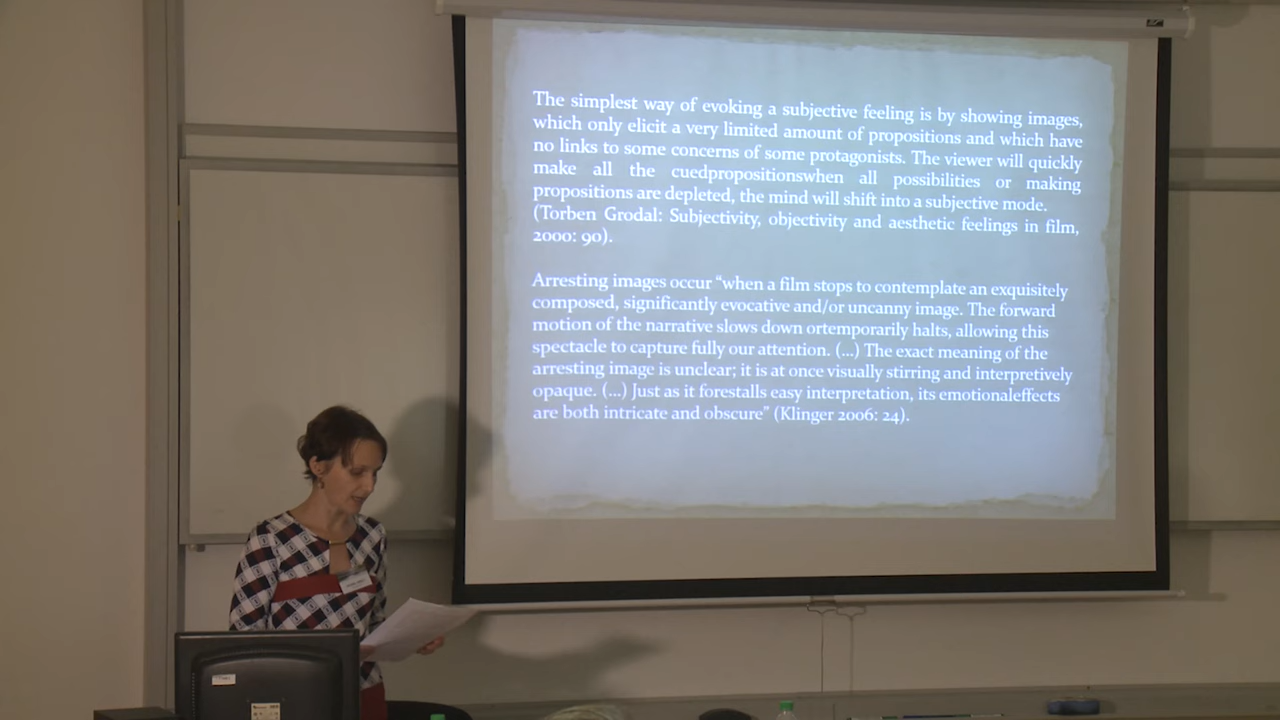 The simplest way of evoking a subjective feeling is by showing images,
which only elicit a very limited amount of propositions and which have
no links to some concerns of some protagonists. The viewer will quickly
make all the cuedpropositionswhen all possibilities or making
propositions are depleted, the mind will shift into a subjective mode.
(Torben Grodal: Subjectivity, objectivity and aesthetic feelings in film,
2000: 90).
Arresting images occur “when a film stops to contemplate an exquisitely
composed, significantly evocative and/or uncanny image. The forward
motion of the narrative slows down ortemporarily halts, allowing this
spectacle to capture fully our attention. (...) The exact meaning of the
arresting image is unclear; it is at once visually stirring and interpretively
opaque. (...) Just as it forestalls easy interpretation, its emotionaleffects
are both intricate and obscure” (Klinger 2006: 24).